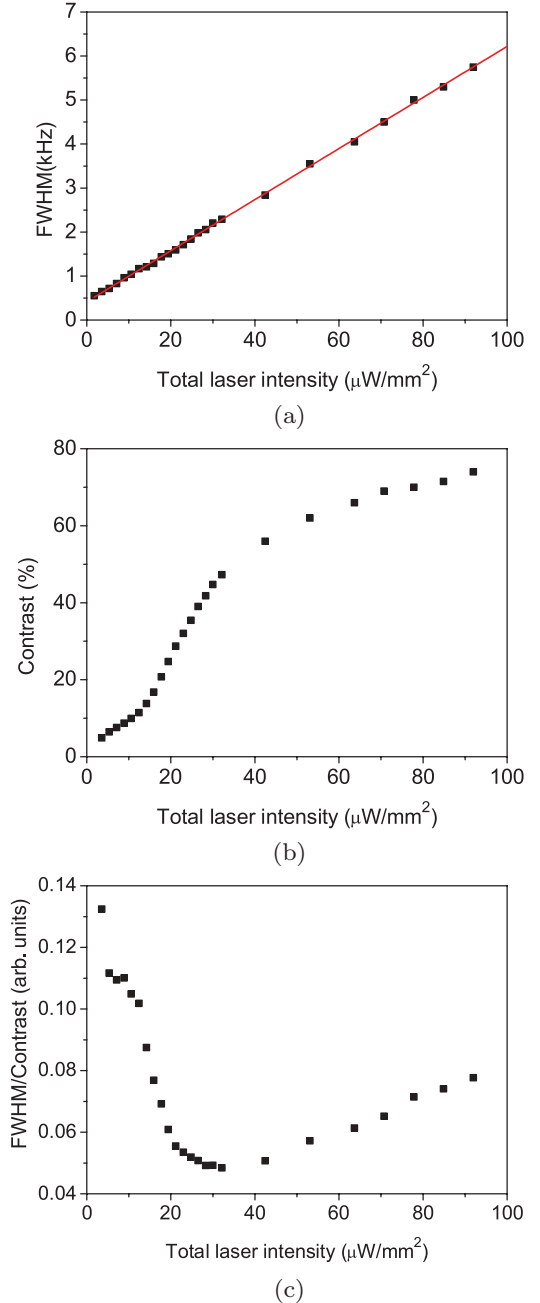 7
6
5
4
3
2
1
0
FWHM(kHz)
0 20 40 60 80 100
Total laser intensity (μW/mm²)
(a)
80
60
40
20
0
Contrast (%)
0 20 40 60 80 100
Total laser intensity (μW/mm²)
(b)
0.14
0.12
0.10
0.08
0.06
0.04
FWHM/Contrast (arb. units)
0 20 40 60 80 100
Total laser intensity (μW/mm²)
(c)